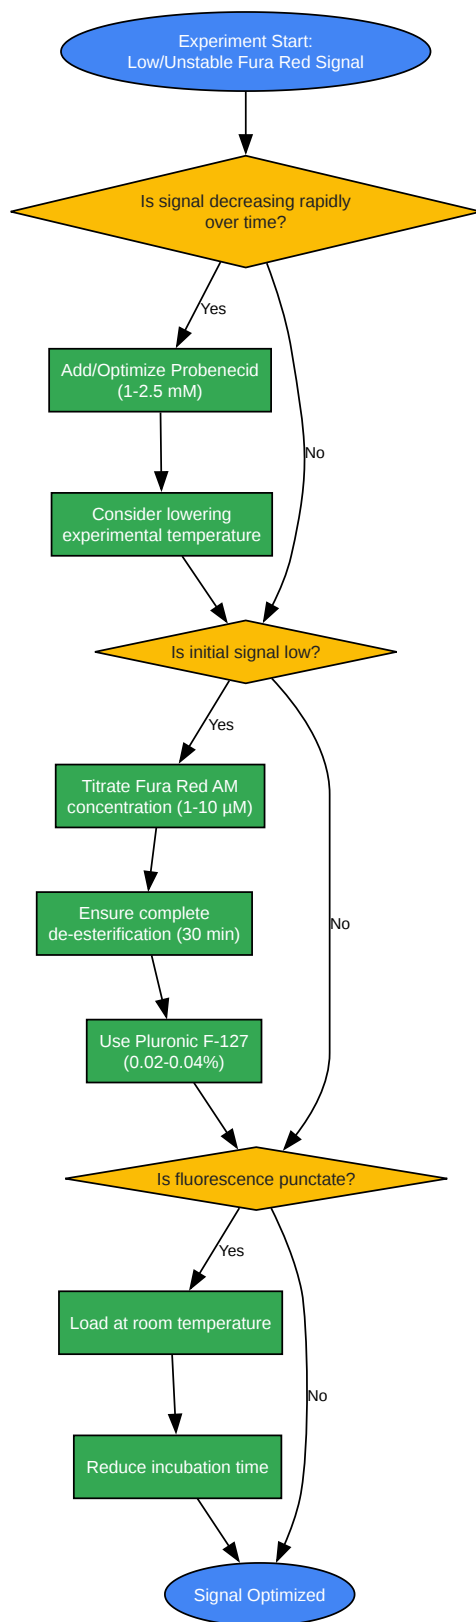 Experiment Start:
Low/Unstable Fura Red Signal
Is signal decreasing rapidly
over time?
Yes
Add/Optimize Probenecid
(1-2.5 mM)
No
Consider lowering
experimental temperature
Is initial signal low?
Yes
Titrate Fura Red AM
concentration (1-10 µM)
Ensure complete
de-esterification (30 min)
No
Use Pluronic F-127
(0.02-0.04%)
Is fluorescence punctate?
Yes
Load at room temperature
No
Reduce incubation time
Signal Optimized